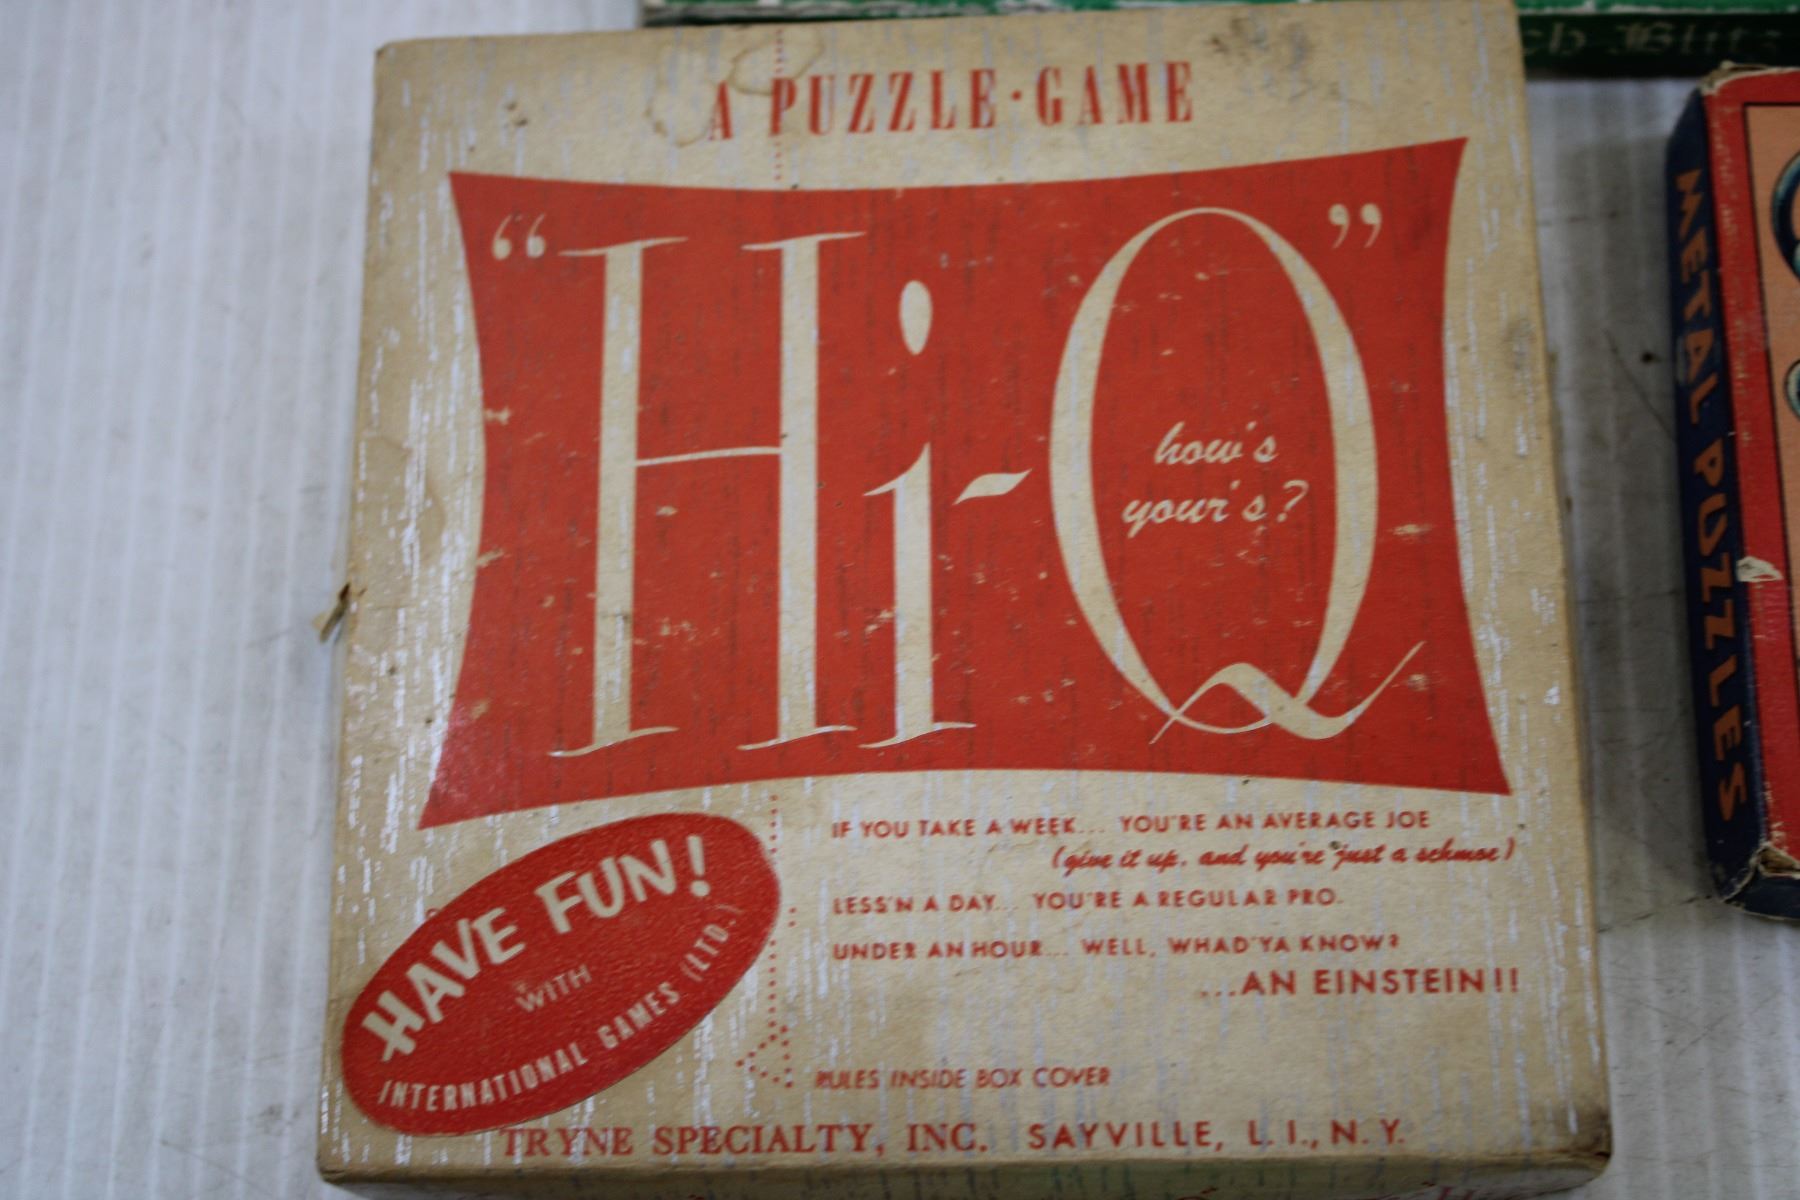 A PUZZLE·GAME
“Hi-Q”
how's
your's?
IF YOU TAKE A WEEK... YOU'RE AN AVERAGE JOE
(give it up, and you're just a schmoe)
LESS'N A DAY... YOU'RE A REGULAR PRO.
UNDER AN HOUR... WELL, WHAD'YA KNOW?
...AN EINSTEIN!!
HAVE FUN!
WITH
INTERNATIONAL GAMES (LTD.)
RULES INSIDE BOX COVER
TRYNE SPECIALTY, INC. SAYVILLE, L. I., N. Y.
METAL PUZZLES